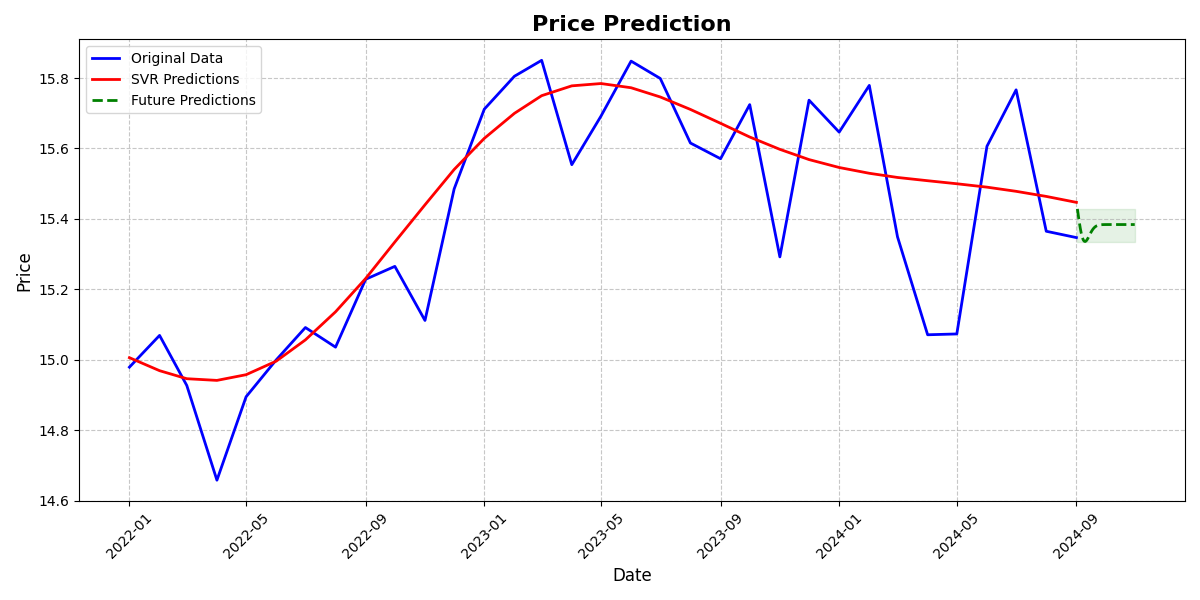 Price Prediction
Original Data
SVR Predictions
Future Predictions
Price
15.8
15.6
15.4
15.2
15.0
14.8
14.6
2022-01
2022-05
2022-09
2023-01
2023-05
2023-09
2024-01
2024-05
2024-09
Date